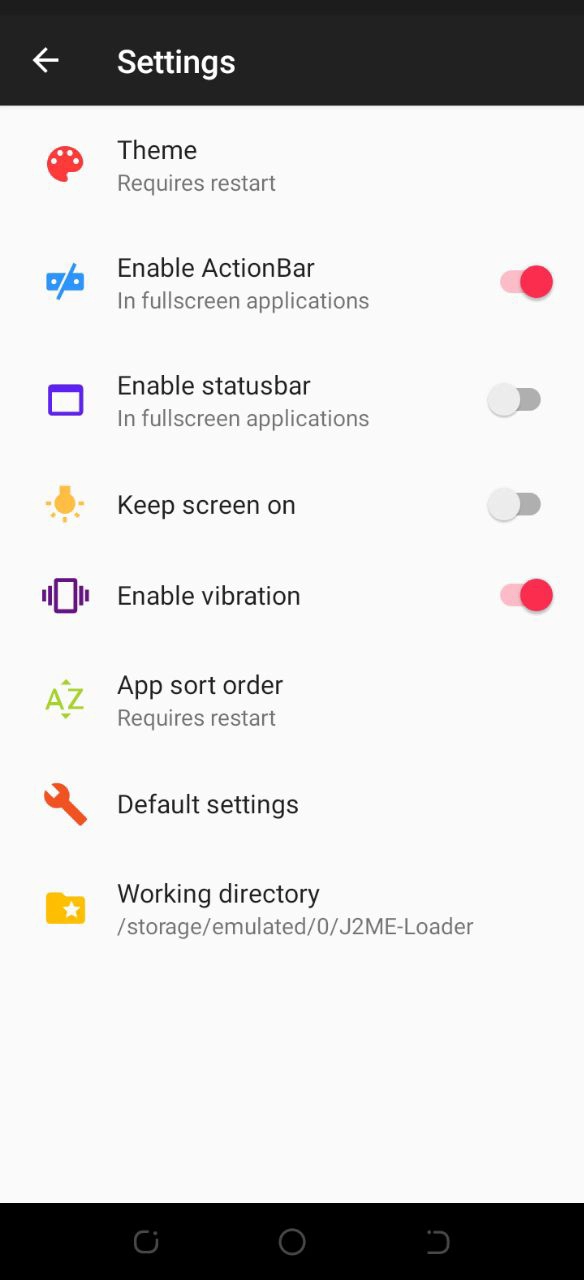 Settings
Theme
Requires restart
Enable ActionBar
In fullscreen applications
Enable statusbar
In fullscreen applications
Keep screen on
Enable vibration
AZ
App sort order
Requires restart
Default settings
Working directory
/storage/emulated/0/J2ME-Loader